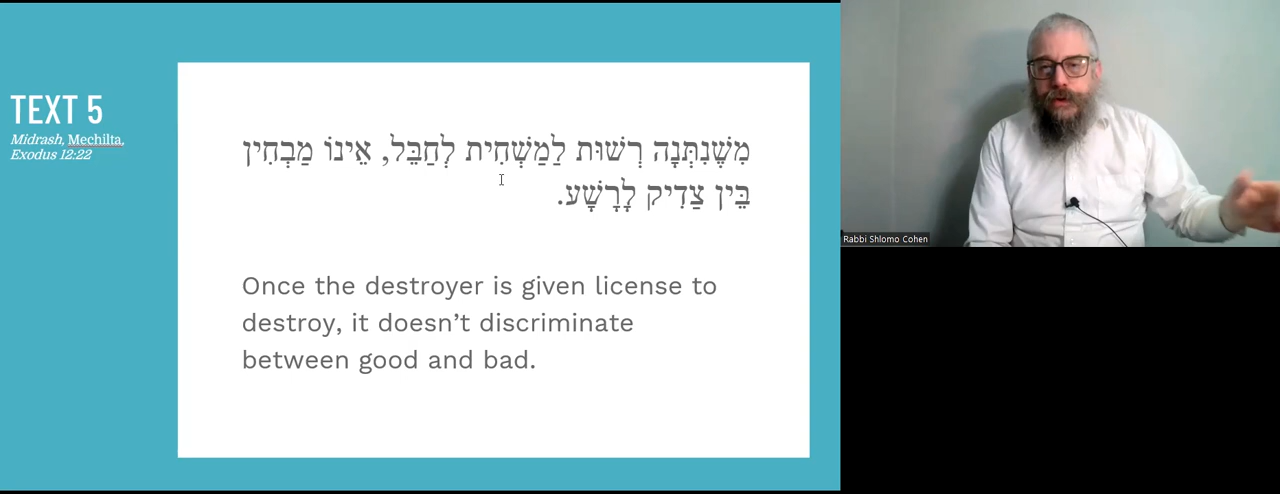 TEXT 5
Midrash, Mechilta,
Exodus 12:22
מִשֶּׁנִתְּנָה רְשׁוּת לַמַשְׁחִית לְחַבֵּל, אֵינוֹ מַבְחִין
בֵּין צַדִיק לְרָשָׁע.
Once the destroyer is given license to
destroy, it doesn’t discriminate
between good and bad.
Rabbi Shlomo Cohen